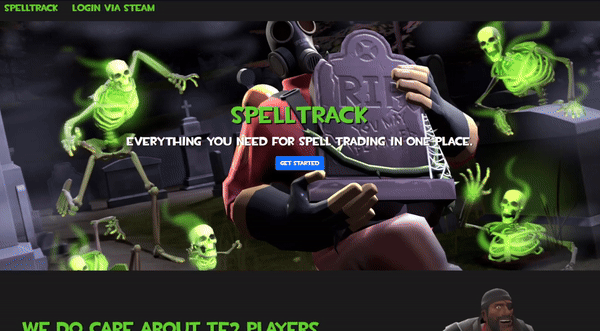 SPELLTRACK LOGIN VIA STEAM
RIP
SPELLTRACK
EVERYTHING YOU NEED FOR SPELL TRADING IN ONE PLACE.
GET STARTED
WE DO CARE ABOUT TF2 PLAYERS